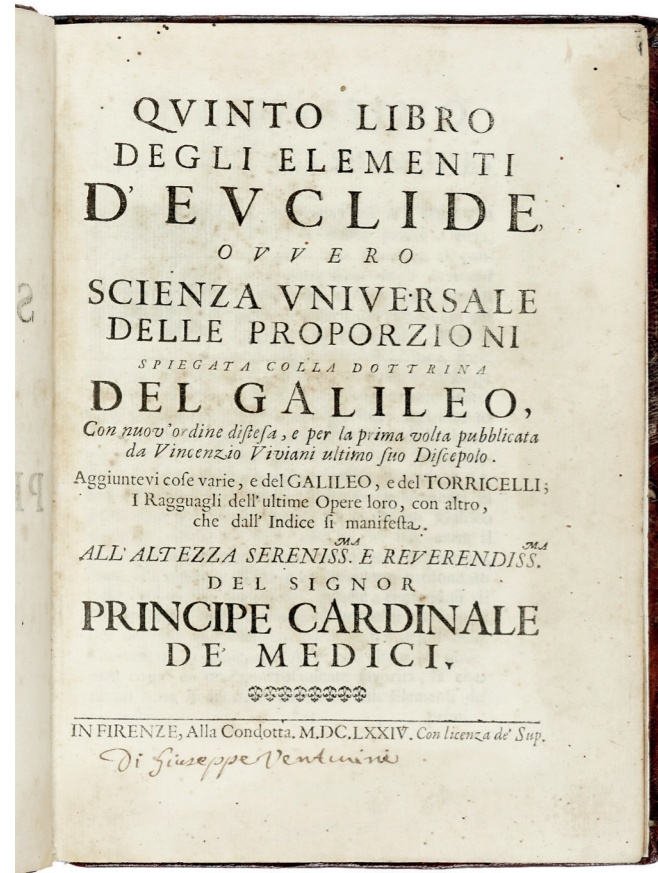 QVINTO LIBRO
DEGLI ELEMENTI
D'EVCLIDE,
OVVERO
SCIENZA VNIVERSALE
DELLE PROPORZIONI
SPIEGATA COLLA DOTTRINA
DEL GALILEO,
Con nuov'ordine diſteſa, e per la prima volta pubblicata
da Vincenzio Viviani ultimo ſuo Diſcepolo.
Aggiuntevi coſe varie, e del GALILEO, e del TORRICELLI;
I Ragguagli dell'ultime Opere loro, con altro,
che dall' Indice ſi manifeſta.
ALL'ALTEZZA SERENISS.MA E REVERENDISS.MA
DEL SIGNOR
PRINCIPE CARDINALE
DE' MEDICI.
IN FIRENZE, Alla Condotta. M.DC.LXXIV. Con licenza de' Sup.
Di Giuseppe Venturini